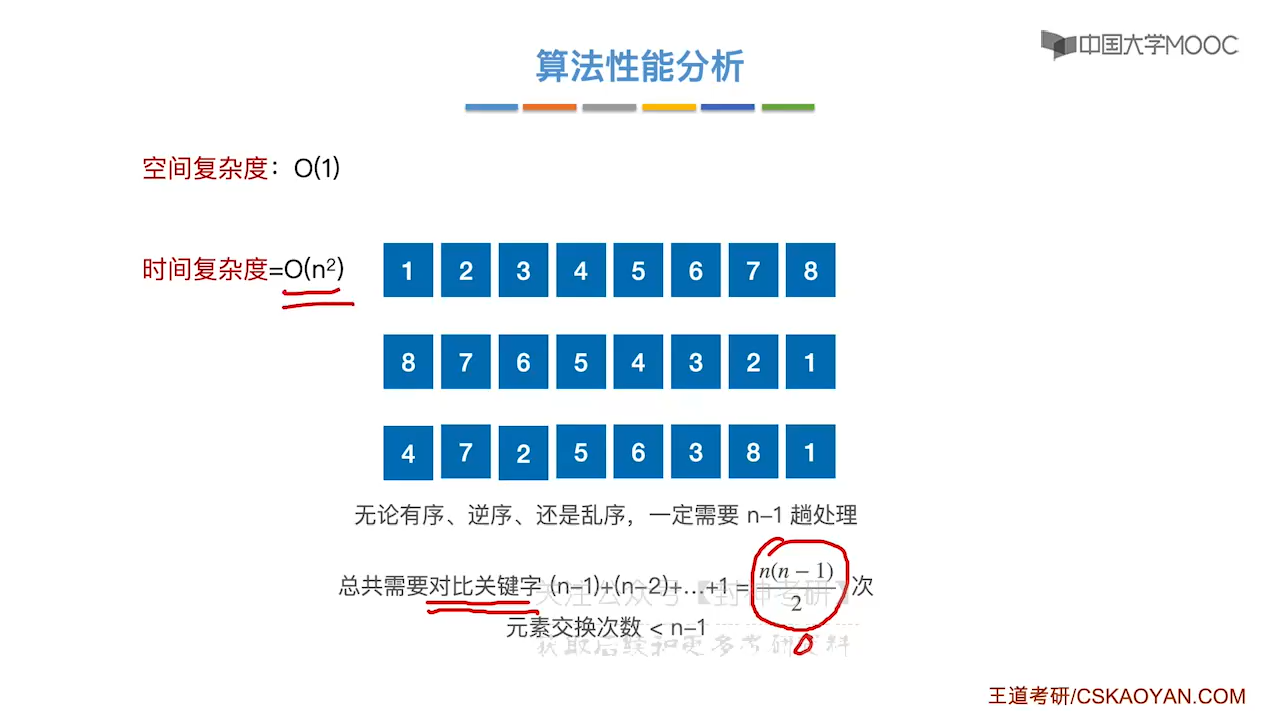 中国大学MOOC
算法性能分析
空间复杂度：O(1)
时间复杂度=O(n²)
1 2 3 4 5 6 7 8
8 7 6 5 4 3 2 1
4 7 2 5 6 3 8 1
无论有序、逆序、还是乱序，一定需要 n-1 趟处理
总共需要对比关键字 (n-1)+(n-2)+…+1 = n(n − 1)/2 次
关注公众号【封神考研】
元素交换次数 < n-1
获取后续和更多考研资料
王道考研/CSKAOYAN.COM